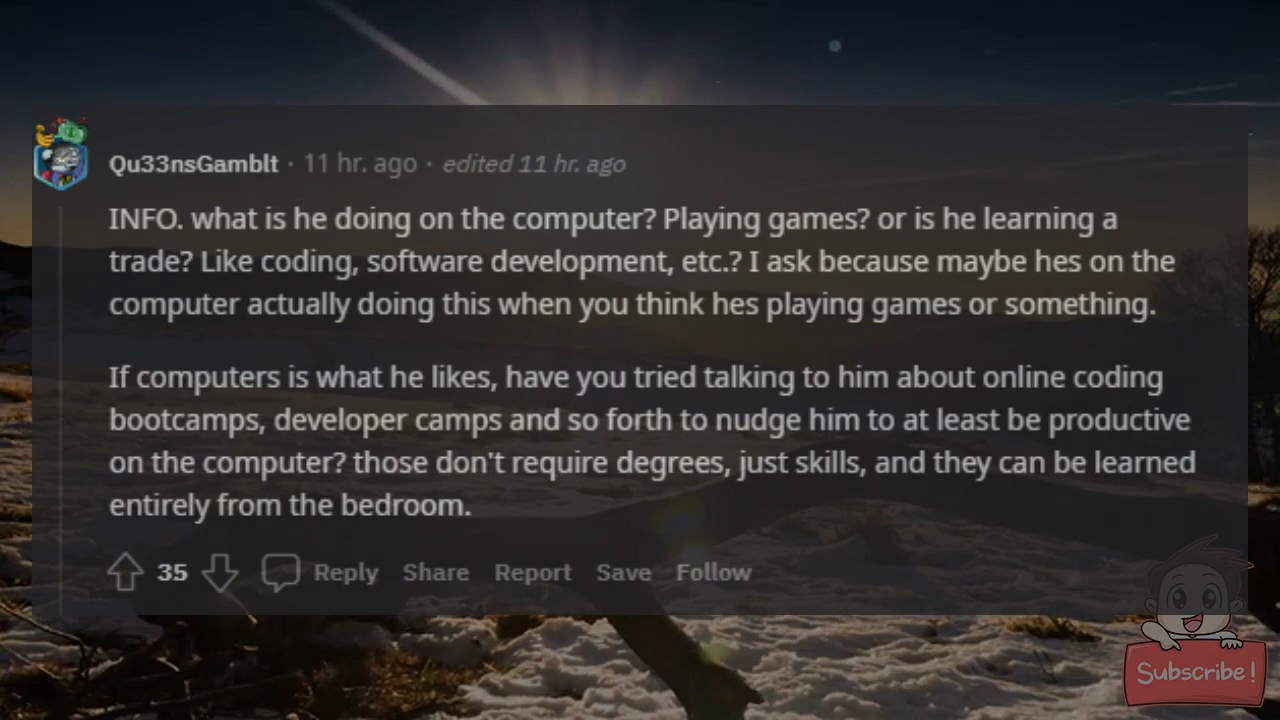 Qu33nsGamblt · 11 hr. ago · edited 11 hr. ago
INFO. what is he doing on the computer? Playing games? or is he learning a
trade? Like coding, software development, etc.? I ask because maybe hes on the
computer actually doing this when you think hes playing games or something.
If computers is what he likes, have you tried talking to him about online coding
bootcamps, developer camps and so forth to nudge him to at least be productive
on the computer? those don't require degrees, just skills, and they can be learned
entirely from the bedroom.
35 Reply Share Report Save Follow
Subscribe!